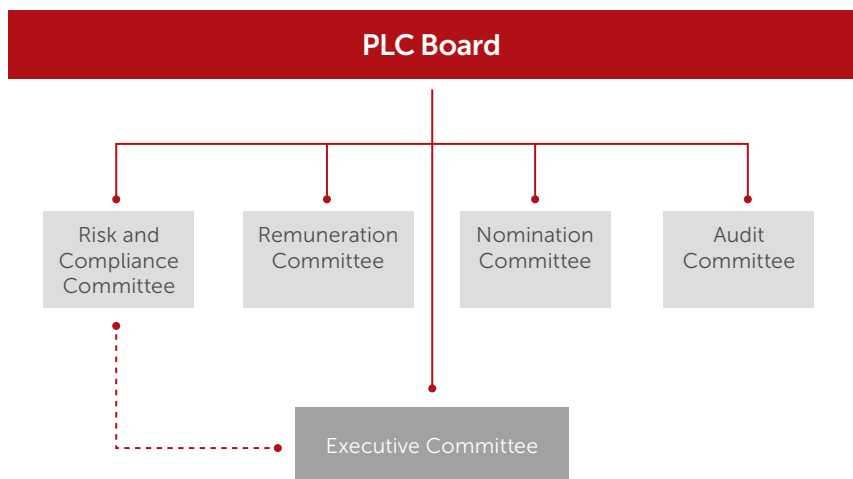 PLC Board
Risk and
Compliance
Committee
Remuneration
Committee
Nomination
Committee
Audit
Committee
Executive Committee